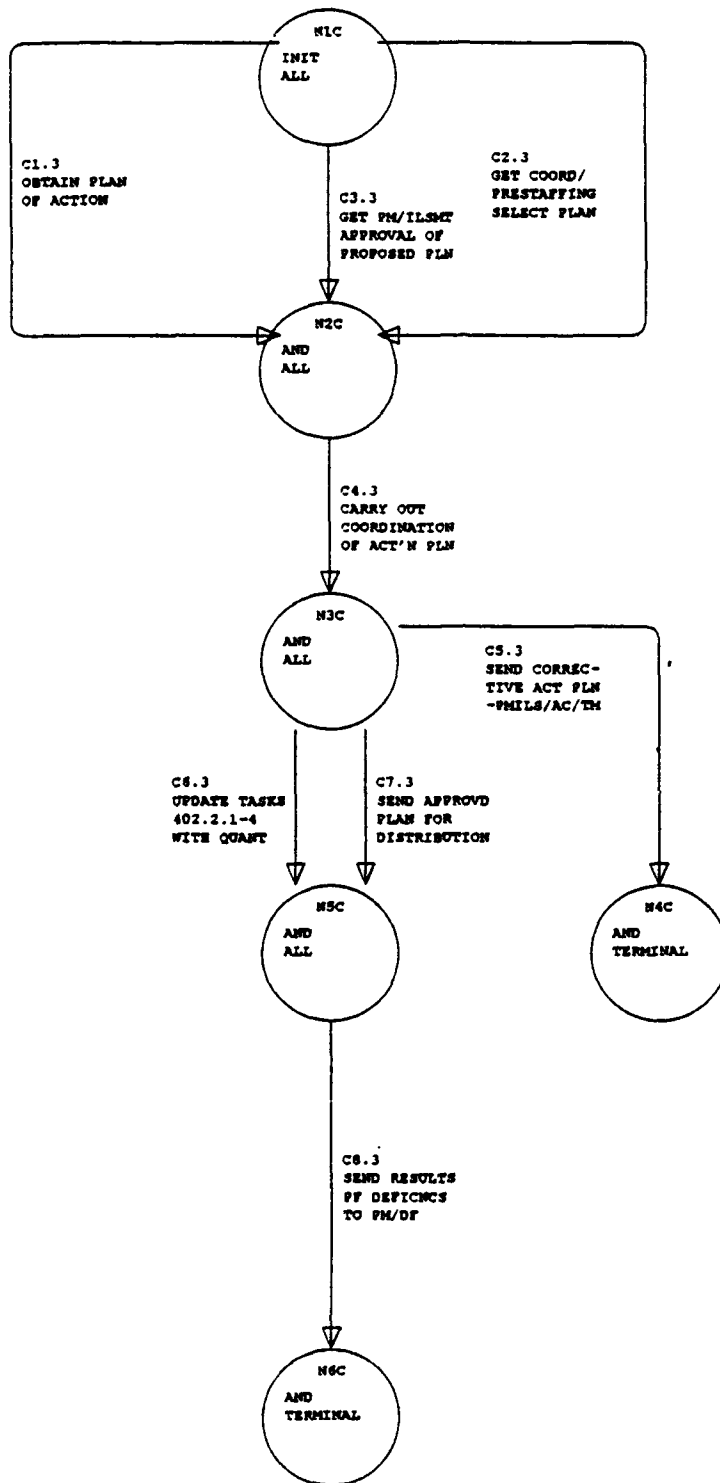 N1C
INIT
ALL
C1.3
OBTAIN PLAN
OF ACTION
C2.3
GET COORD/
PRESTAFFING
SELECT PLAN
C3.3
GET PM/ILSMT
APPROVAL OF
PROPOSED PLN
N2C
AND
ALL
C4.3
CARRY OUT
COORDINATION
OF ACT'N PLN
N3C
AND
ALL
C5.3
SEND CORREC-
TIVE ACT PLN
-PMILS/AC/TM
C6.3
UPDATE TASKS
402.2.1-4
WITH QUANT
C7.3
SEND APPROVD
PLAN FOR
DISTRIBUTION
N5C
AND
ALL
N4C
AND
TERMINAL
C8.3
SEND RESULTS
PF DEFICNCS
TO PM/DF
N6C
AND
TERMINAL